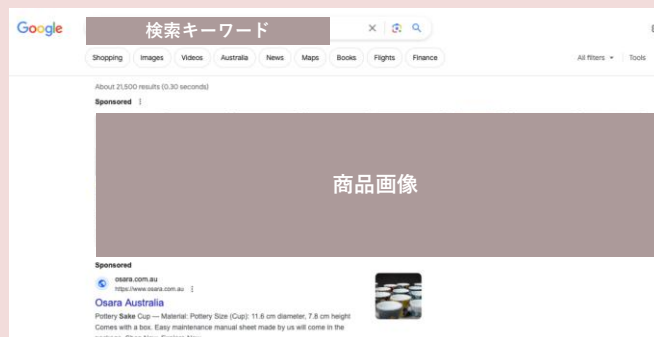 Google
検索キーワード
Shopping Images Videos Australia News Maps Books Flights Finance All filters Tools
About 21,500 results (0.30 seconds)
Sponsored
商品画像
Sponsored
osara.com.au
https://www.osara.com.au
Osara Australia
Pottery Sake Cup — Material: Pottery Size (Cup): 11.6 cm diameter, 7.8 cm height
Comes with a box. Easy maintenance manual sheet made by us will come in the